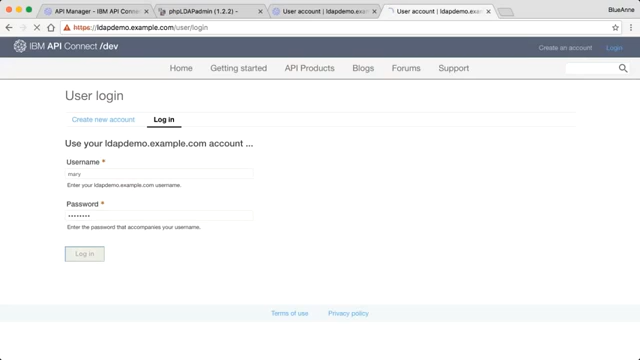 API Manager - IBM API Conn
phpLDAPadmin (1.2.2) -
User account | ldapdemo.exam
User account | ldapdemo.exam
BlueAnne
https://ldapdemo.example.com/user/login
IBM API Connect /dev
Create an account
Login
Home
Getting started
API Products
Blogs
Forums
Support
User login
Create new account
Log in
Use your ldapdemo.example.com account ...
Username *
mary
Enter your ldapdemo.example.com username.
Password *
••••••••
Enter the password that accompanies your username.
Log in
Terms of use
Privacy policy